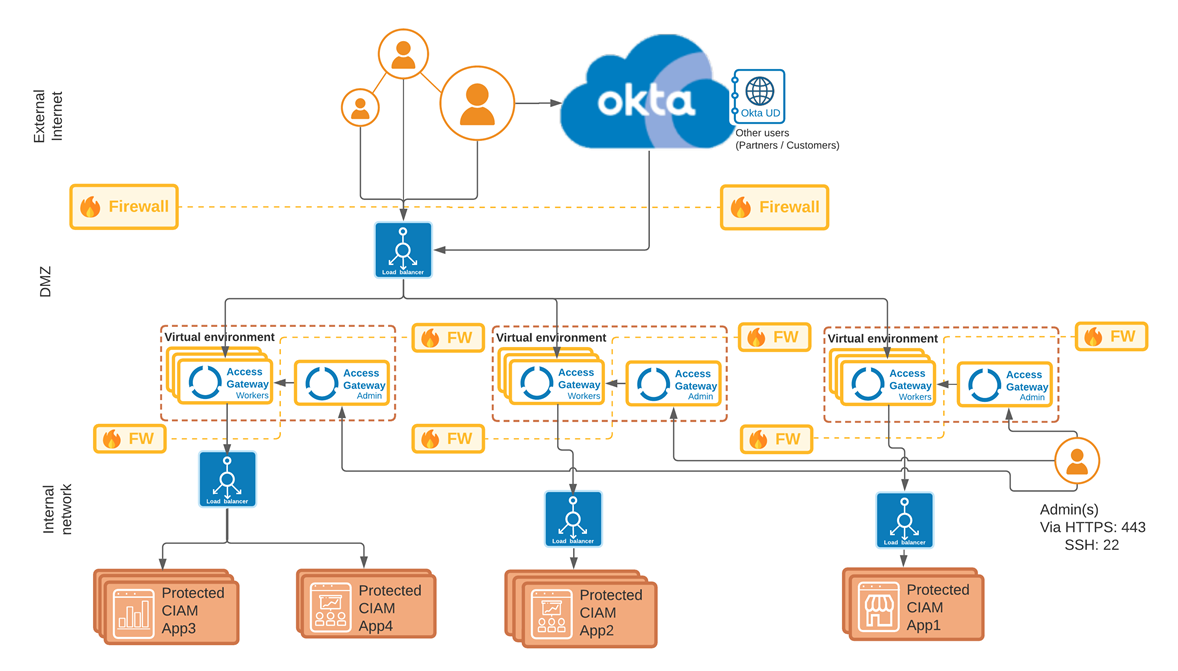 External
Internet
okta
Okta UD
Other users
(Partners / Customers)
Firewall
Firewall
Load balancer
DMZ
Virtual environment
FW
Access
Gateway
Workers
Access
Gateway
Admin
FW
Virtual environment
FW
Access
Gateway
Workers
Access
Gateway
Admin
FW
Virtual environment
FW
Access
Gateway
Workers
Access
Gateway
Admin
FW
Internal
network
Load balancer
Load balancer
Load balancer
Admin(s)
Via HTTPS: 443
SSH: 22
Protected
CIAM
App3
Protected
CIAM
App4
Protected
CIAM
App2
Protected
CIAM
App1